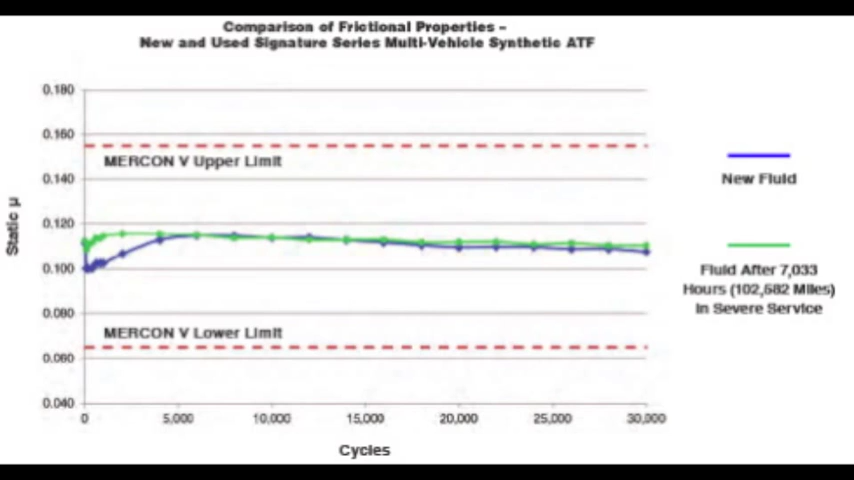 Comparison of Frictional Properties –
New and Used Signature Series Multi-Vehicle Synthetic ATF
0.180
0.160
MERCON V Upper Limit
0.140
0.120
0.100
0.080
MERCON V Lower Limit
0.060
0.040
Static µ
0
5,000
10,000
15,000
20,000
25,000
30,000
Cycles
New Fluid
Fluid After 7,033
Hours (102,682 Miles)
in Severe Service